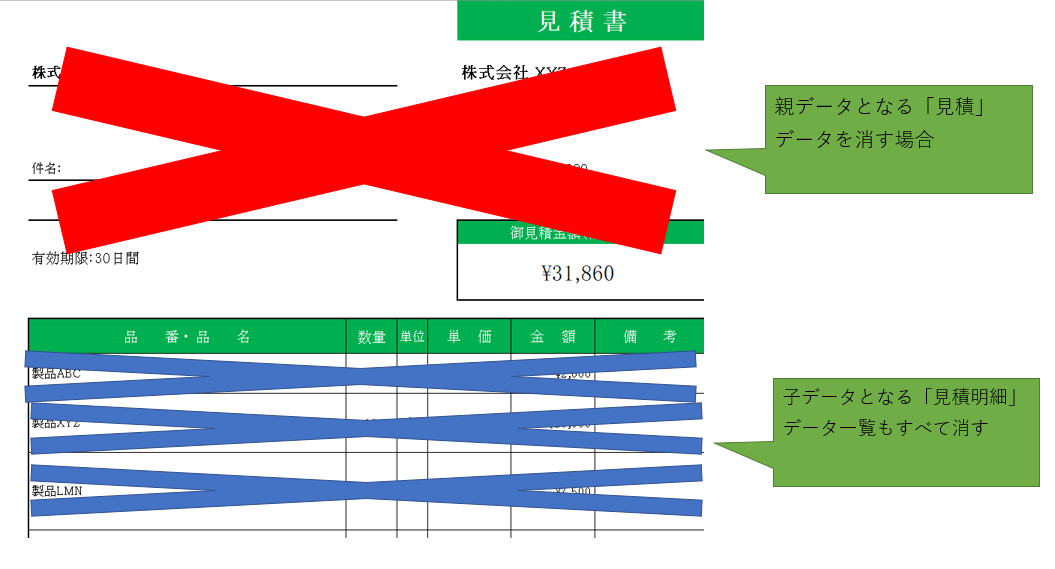 見積書
株式
株式会社 XYZ
親データとなる「見積」
データを消す場合
件名:
御見積金額
有効期限:30日間
¥31,860
品 番・品 名 数量 単位 単 価 金 額 備 考
製品ABC
子データとなる「見積明細」
データ一覧もすべて消す
製品XYZ
製品LMN